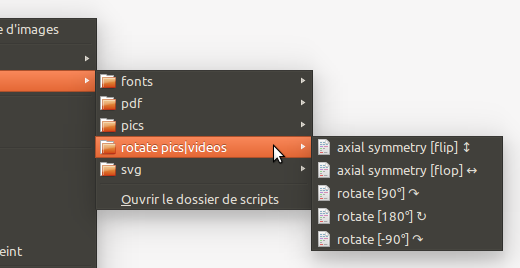 e d'images
fonts
pdf
pics
rotate pics|videos
svg
Ouvrir le dossier de scripts
axial symmetry [flip] ↕
axial symmetry [flop] ↔
rotate [90°] ↷
rotate [180°] ↻
rotate [-90°] ↷
eint